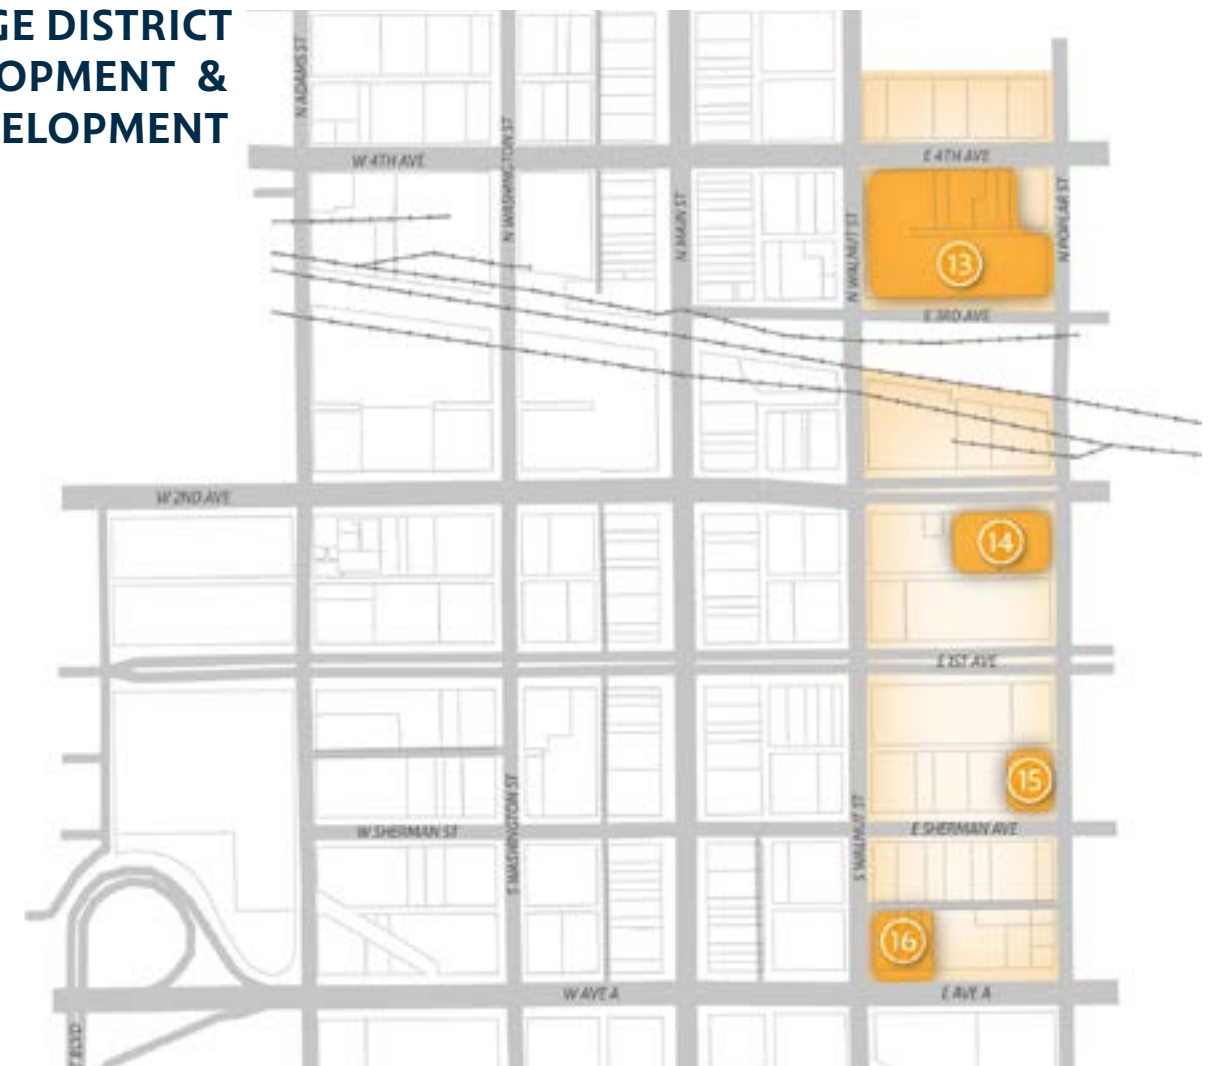 GE DISTRICT
OPMENT &
ELOPMENT
N ADAMS ST
N WASHINGTON ST
W 4TH AVE
E 4TH AVE
N MAIN ST
N WALNUT ST
N POPLAR ST
13
E 3RD AVE
W 2ND AVE
14
E 1ST AVE
15
S WASHINGTON ST
S WALNUT ST
W SHERMAN ST
E SHERMAN AVE
16
W AVE A
E AVE A
T BLVD